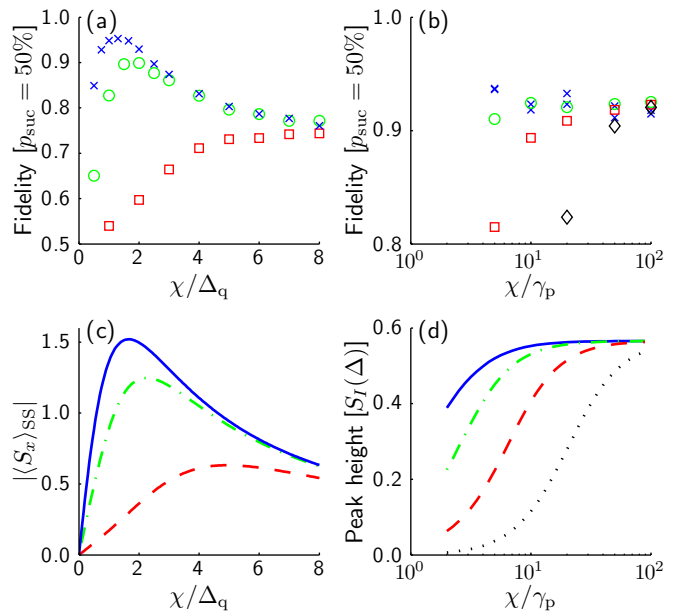 (a)
Fidelity [p_suc = 50%]
1.0
0.9
0.8
0.7
0.6
0.5
0 2 4 6 8
χ/Δ_q
(b)
Fidelity [p_suc = 50%]
1.0
0.9
0.8
10^0 10^1 10^2
χ/γ_p
(c)
|⟨S_x⟩_SS|
1.5
1.0
0.5
0.0
0 2 4 6 8
χ/Δ_q
(d)
Peak height [S_I(Δ)]
0.6
0.4
0.2
0.0
10^0 10^1 10^2
χ/γ_p